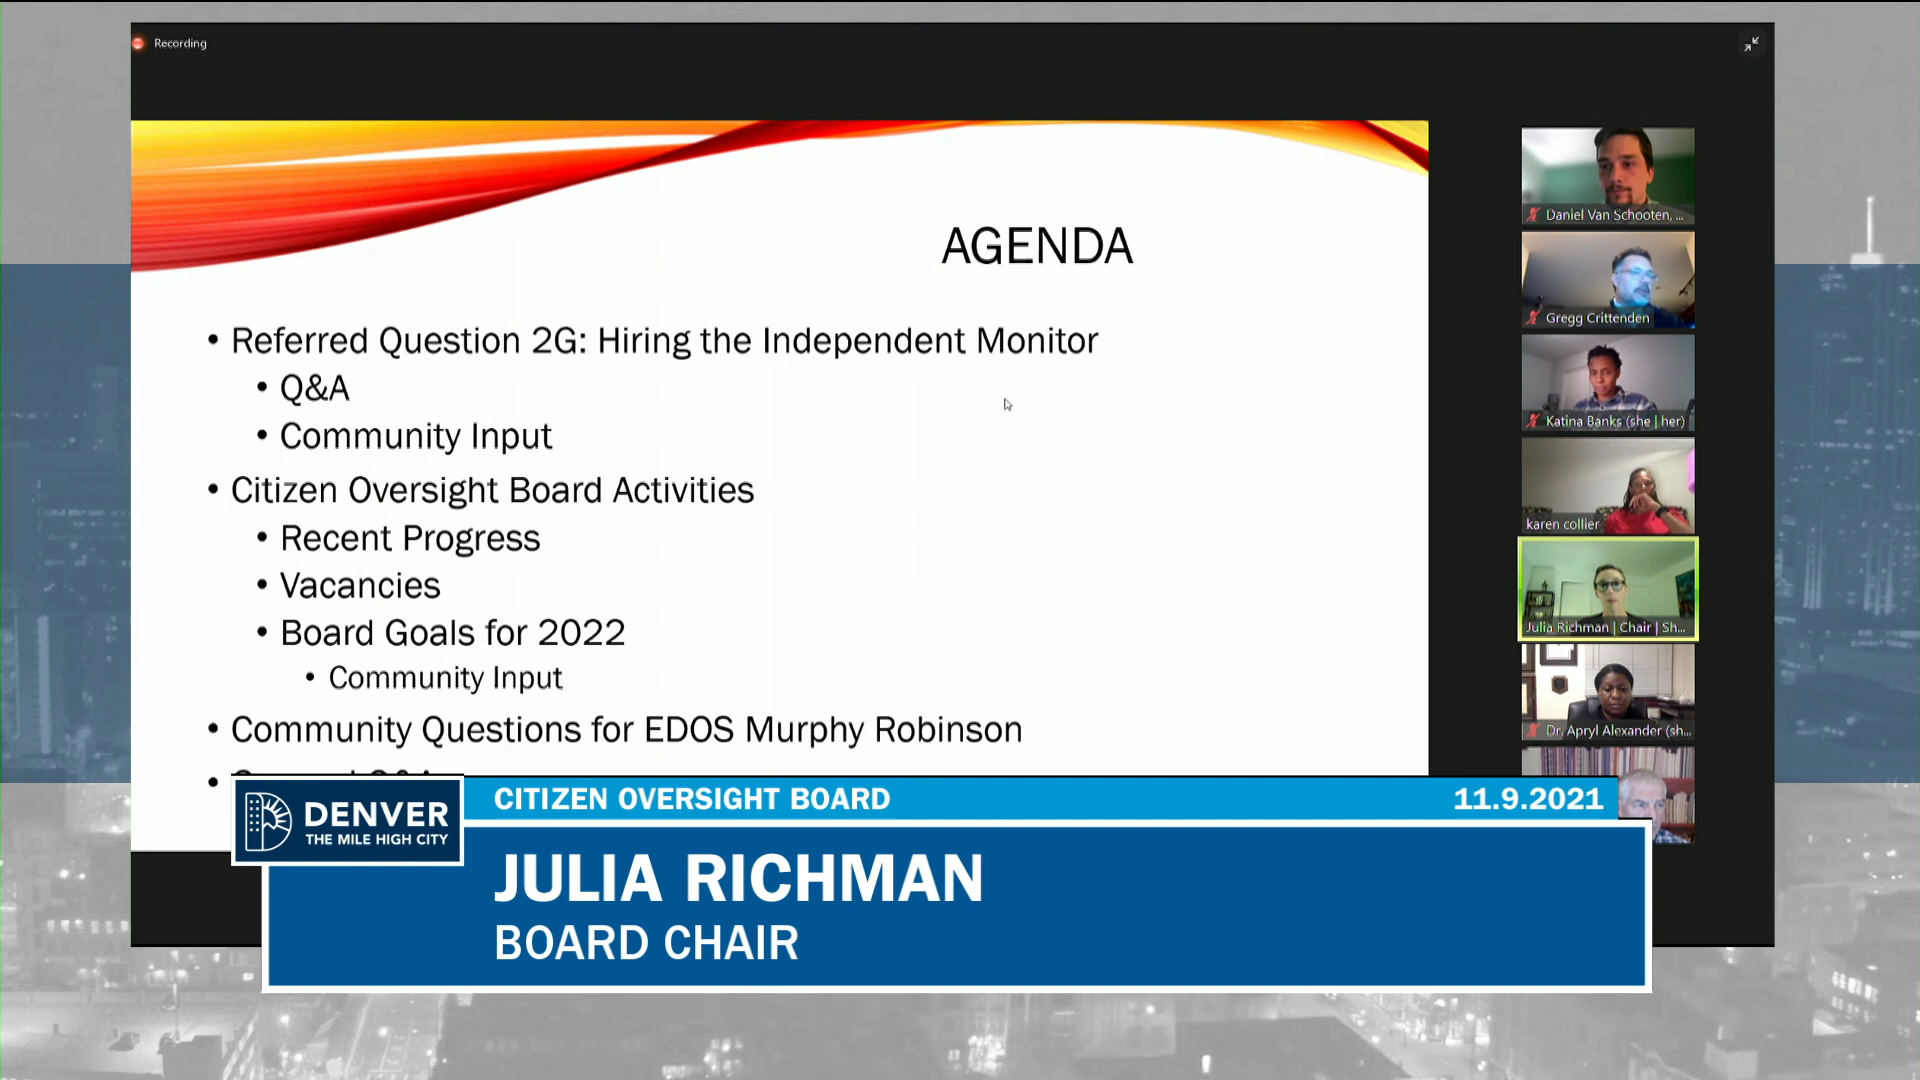 Recording
AGENDA
• Referred Question 2G: Hiring the Independent Monitor
• Q&A
• Community Input
• Citizen Oversight Board Activities
• Recent Progress
• Vacancies
• Board Goals for 2022
• Community Input
• Community Questions for EDOS Murphy Robinson
Daniel Van Schooten, ...
Gregg Crittenden
Katina Banks (she | her)
karen collier
Julia Richman | Chair | Sh...
Dr. Apryl Alexander (sh...
DENVER
THE MILE HIGH CITY
CITIZEN OVERSIGHT BOARD
11.9.2021
JULIA RICHMAN
BOARD CHAIR